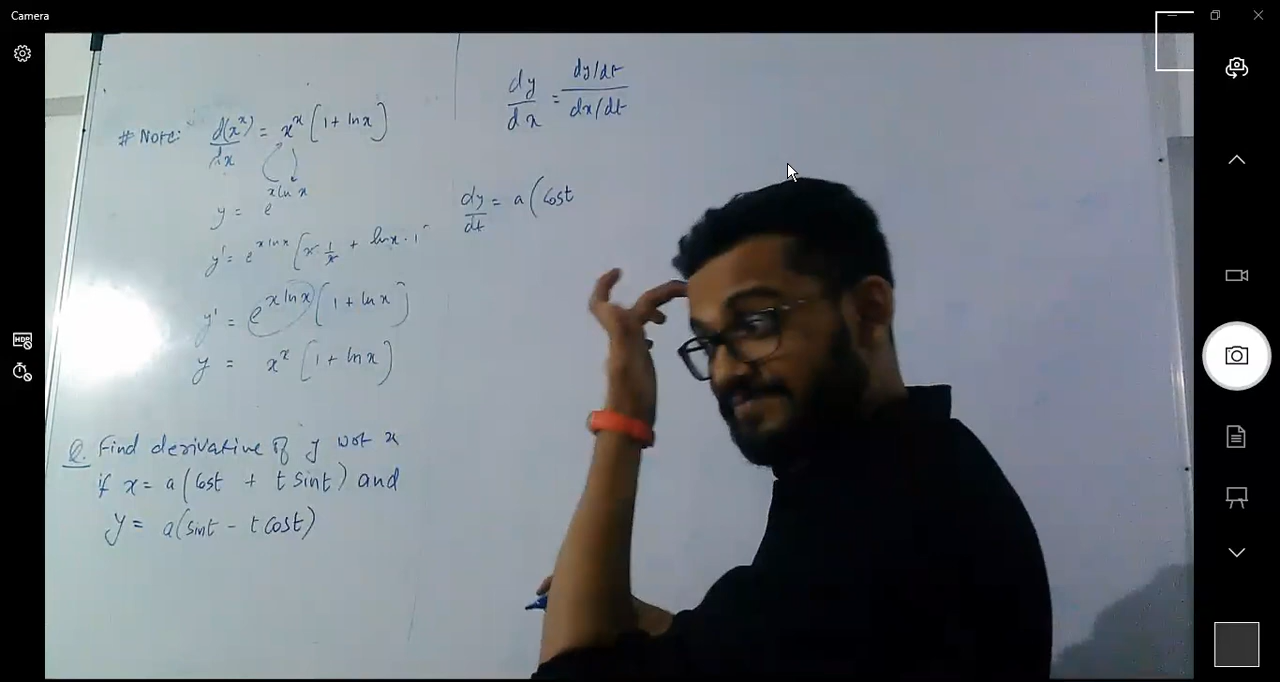 Camera
# Note: d(x^x)/dx = x^x [1 + ln x]
y = e^(x ln x)
y' = e^(x ln x) [x · 1/x + ln x · 1
y' = e^(x ln x) [1 + ln x]
y = x^x [1 + ln x]
Q. Find derivative of y wrt x
if x = a(cost + t sint) and
y = a(sint - t cost)
dy/dx = (dy/dt)/(dx/dt)
dy/dt = a(cost
x ln x
HDR